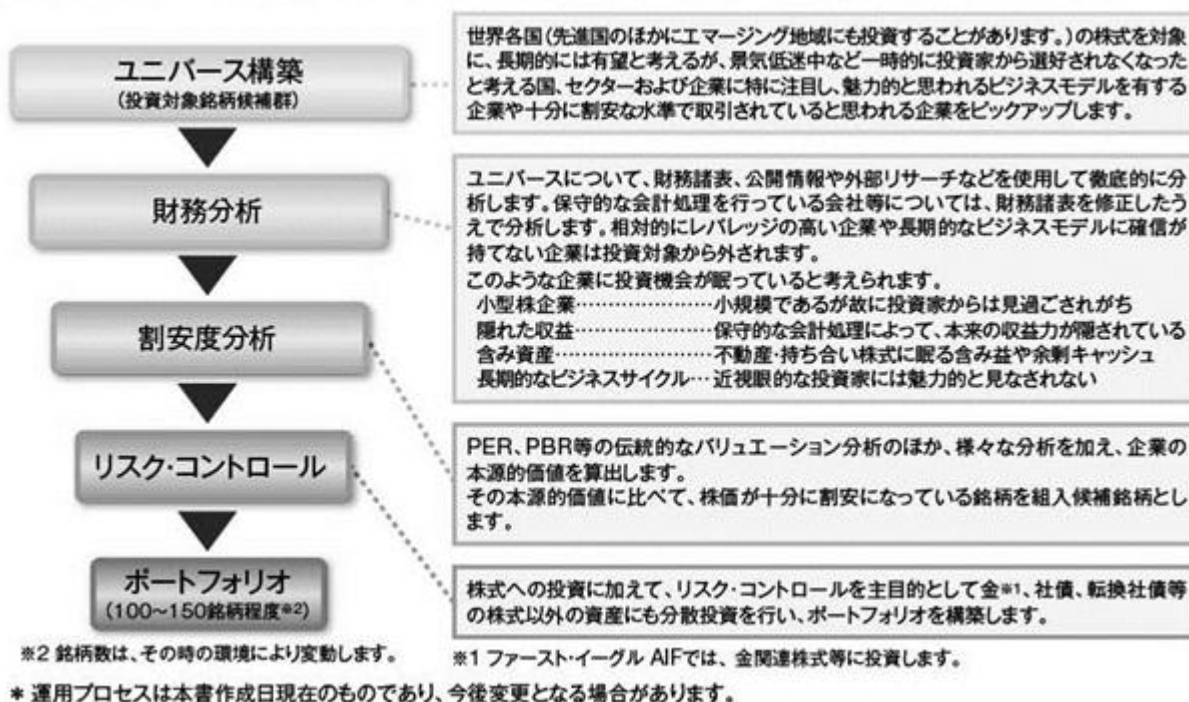 ユニバース構築
(投資対象銘柄候補群)
世界各国(先進国のほかにエマージング地域にも投資することがあります。)の株式を対象
に、長期的には有望と考えるが、景気低迷中など一時的に投資家から選好されなくなった
と考える国、セクターおよび企業に特に注目し、魅力的と思われるビジネスモデルを有する
企業や十分に割安な水準で取引されていると思われる企業をピックアップします。
財務分析
ユニバースについて、財務諸表、公開情報や外部リサーチなどを使用して徹底的に分
析します。保守的な会計処理を行っている会社等については、財務諸表を修正したう
えで分析します。相対的にレバレッジの高い企業や長期的なビジネスモデルに確信が
持てない企業は投資対象から外されます。
このような企業に投資機会が眠っていると考えられます。
小型株企業…………………小規模であるが故に投資家からは見過ごされがち
隠れた収益…………………保守的な会計処理によって、本来の収益力が隠されている
含み資産……………………不動産・持ち合い株式に眠る含み益や余剰キャッシュ
長期的なビジネスサイクル…近視眼的な投資家には魅力的と見なされない
割安度分析
PER、PBR等の伝統的なバリュエーション分析のほか、様々な分析を加え、企業の
本源的価値を算出します。
その本源的価値に比べて、株価が十分に割安になっている銘柄を組入候補銘柄とし
ます。
リスク・コントロール
株式への投資に加えて、リスク・コントロールを主目的として金※1、社債、転換社債等
の株式以外の資産にも分散投資を行い、ポートフォリオを構築します。
ポートフォリオ
(100～150銘柄程度※2)
※2 銘柄数は、その時の環境により変動します。
※1 ファースト・イーグル AIFでは、金関連株式等に投資します。
* 運用プロセスは本書作成日現在のものであり、今後変更となる場合があります。